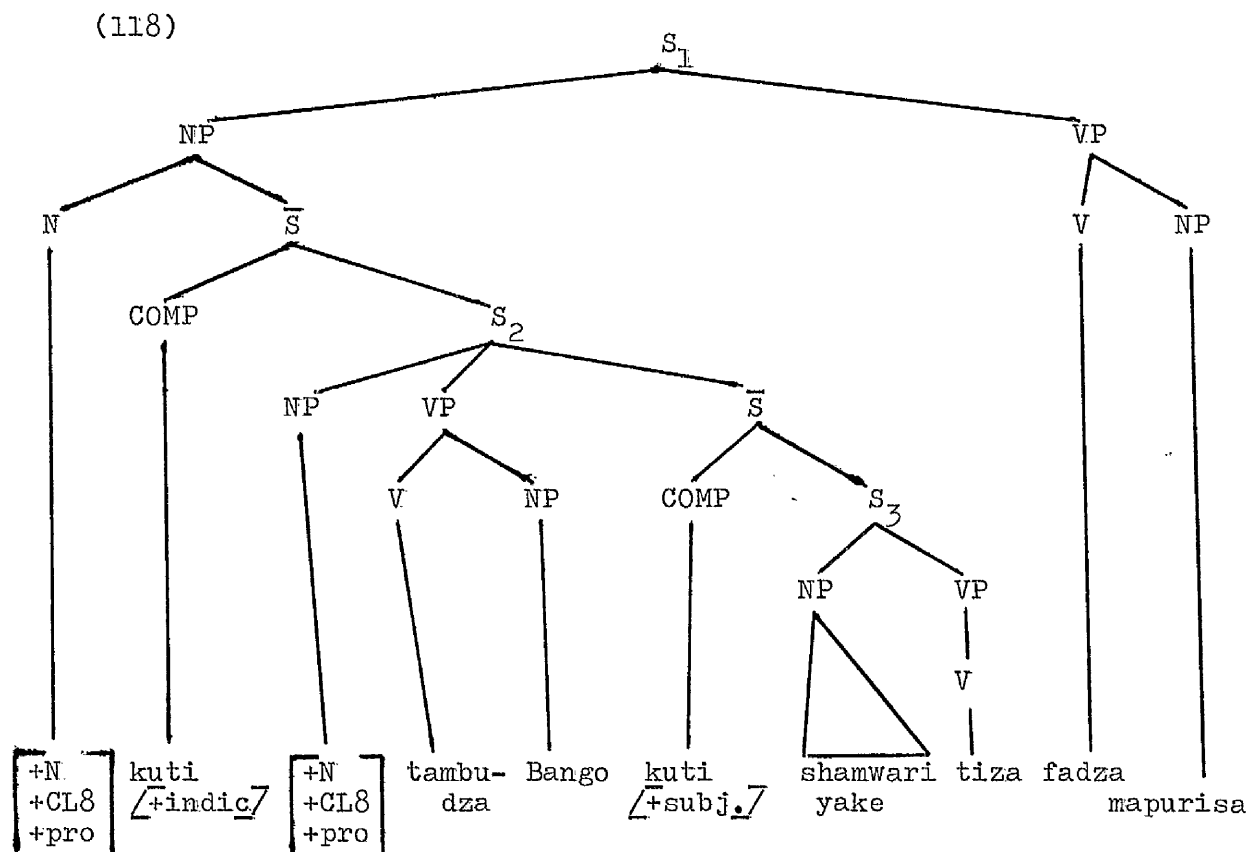 (118)
S1
NP VP
N S̅ V NP
COMP S2
NP VP S̅
V NP COMP S3
NP VP
V
+N kuti +N tambu- Bango kuti shamwari tiza fadza
+CL8 [+indic] +CL8 dza [+subj.] yake mapurisa
+pro +pro